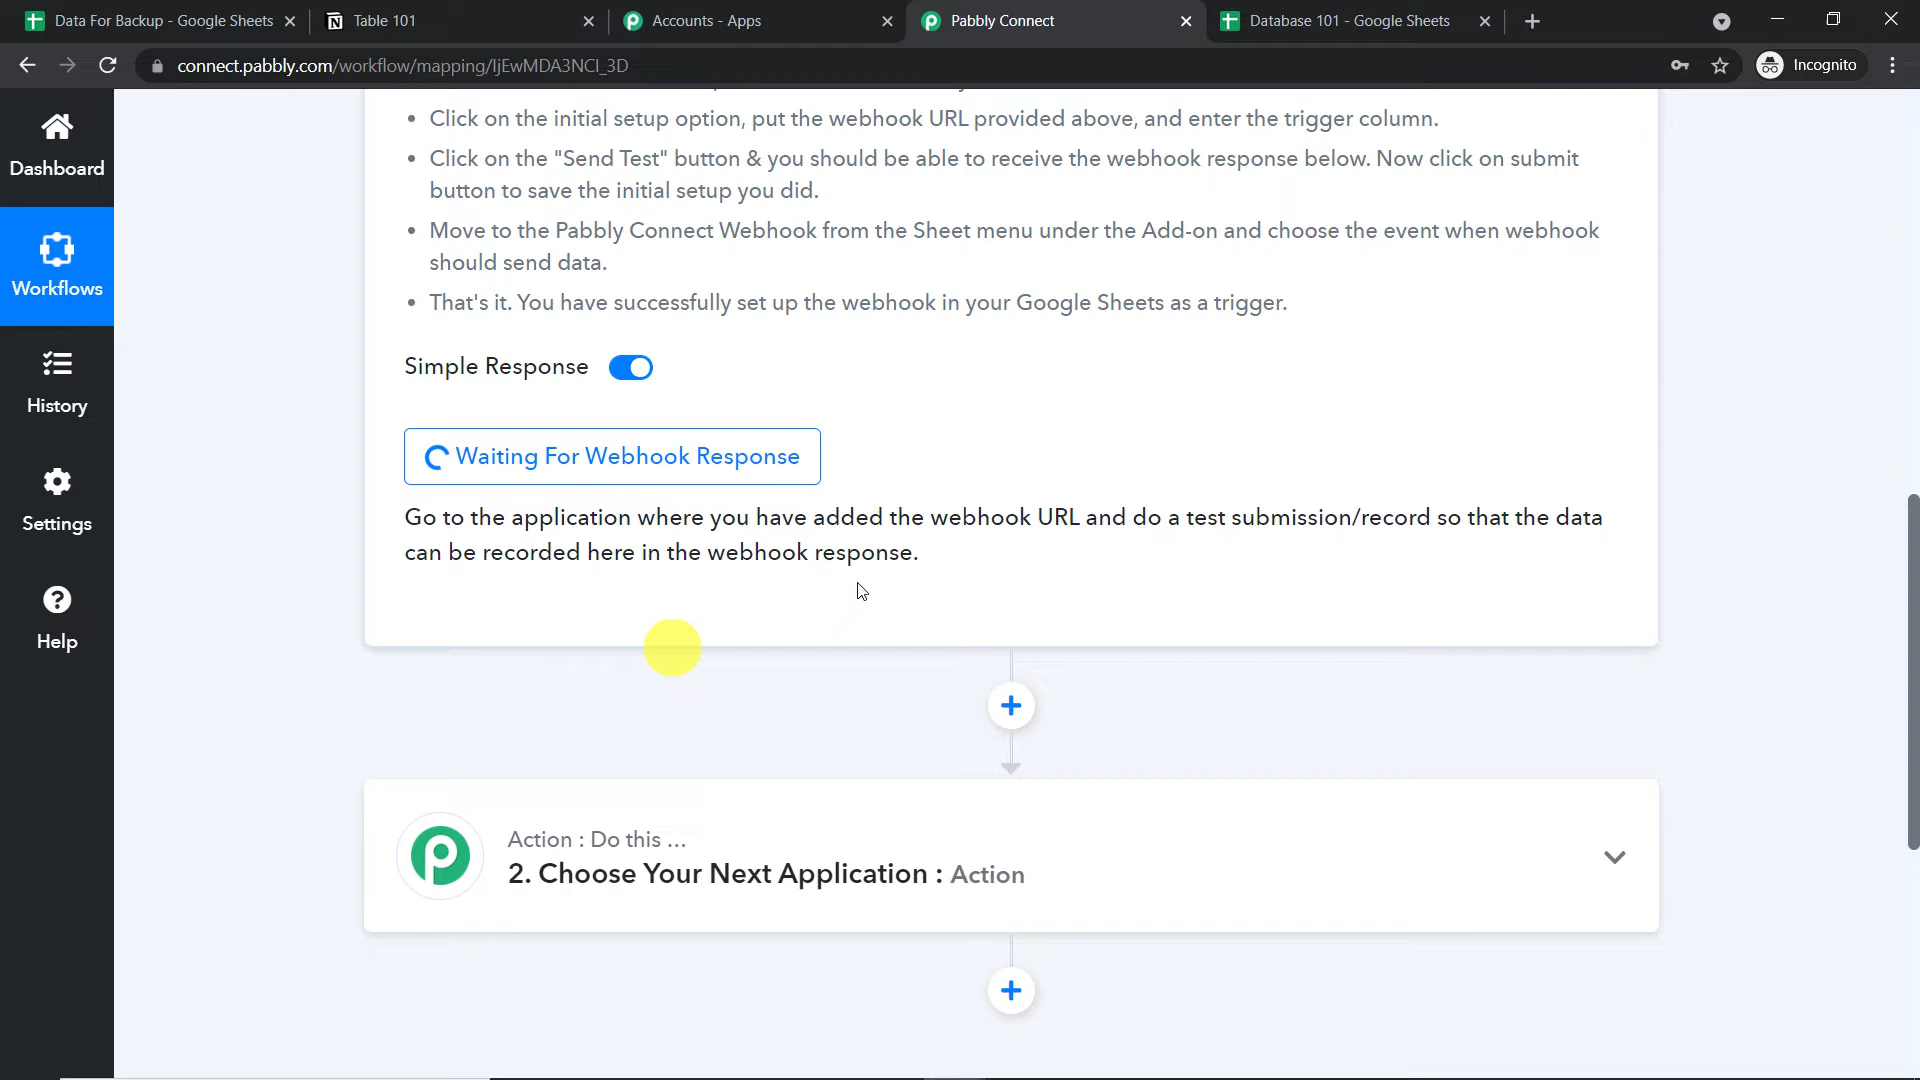 Data For Backup - Google Sheets
Table 101
Accounts - Apps
Pabbly Connect
Database 101 - Google Sheets
connect.pabbly.com/workflow/mapping/IjEwMDA3NCI_3D
Incognito
Dashboard
Workflows
History
Settings
Help
• Click on the initial setup option, put the webhook URL provided above, and enter the trigger column.
• Click on the "Send Test" button & you should be able to receive the webhook response below. Now click on submit
button to save the initial setup you did.
• Move to the Pabbly Connect Webhook from the Sheet menu under the Add-on and choose the event when webhook
should send data.
• That's it. You have successfully set up the webhook in your Google Sheets as a trigger.
Simple Response
Waiting For Webhook Response
Go to the application where you have added the webhook URL and do a test submission/record so that the data
can be recorded here in the webhook response.
Action : Do this ...
2. Choose Your Next Application : Action